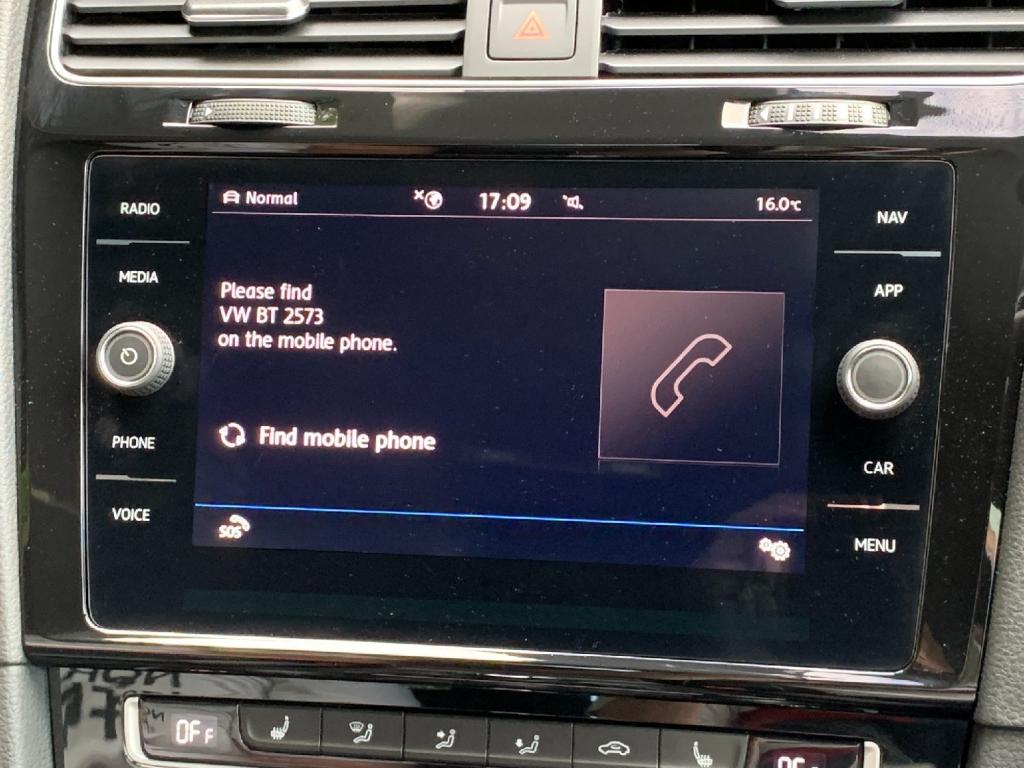 RADIO
MEDIA
PHONE
VOICE
Normal
17:09
16.0℃
Please find
VW BT 2573
on the mobile phone.
Find mobile phone
SOS
NAV
APP
CAR
MENU
OFF